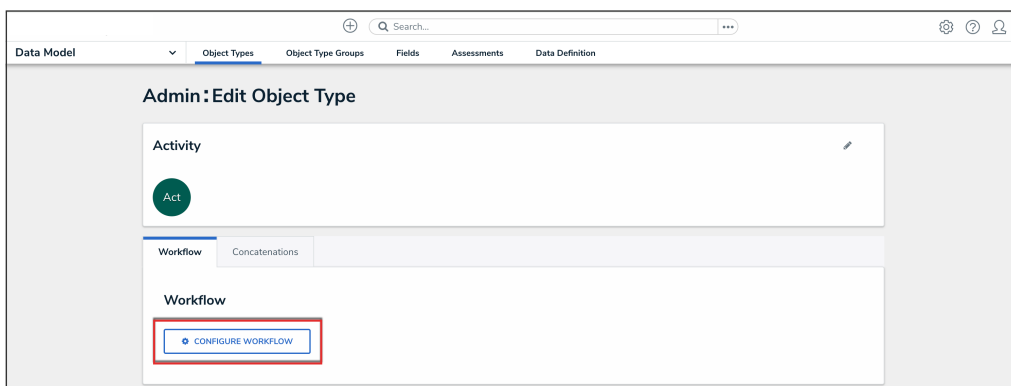 Search...
Data Model Object Types Object Type Groups Fields Assessments Data Definition
Admin:Edit Object Type
Activity
Act
Workflow Concatenations
Workflow
CONFIGURE WORKFLOW